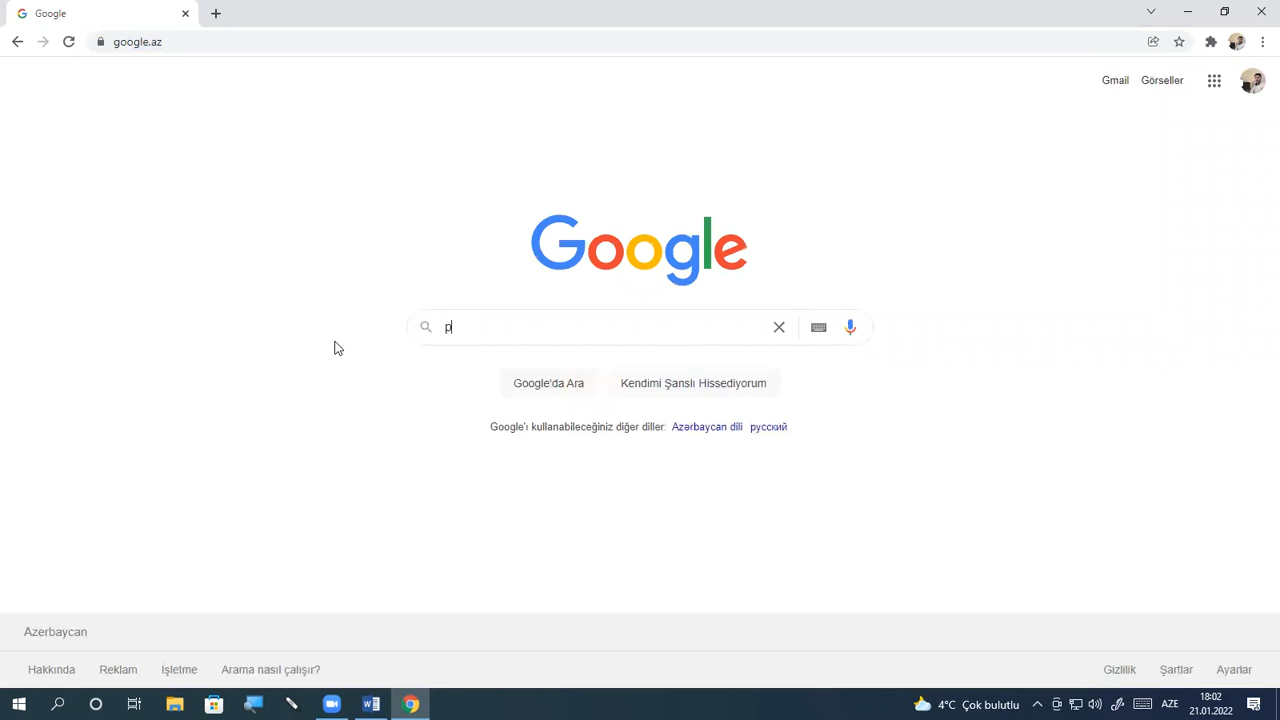 Google
google.az
Gmail Görseller
Google
p
Google'da Ara Kendimi Şanslı Hissediyorum
Google'ı kullanabileceğiniz diğer diller: Azərbaycan dili русский
Azerbaycan
Hakkında Reklam İşletme Arama nasıl çalışır? Gizlilik Şartlar Ayarlar
4°C Çok bulutlu AZE 18:02
21.01.2022